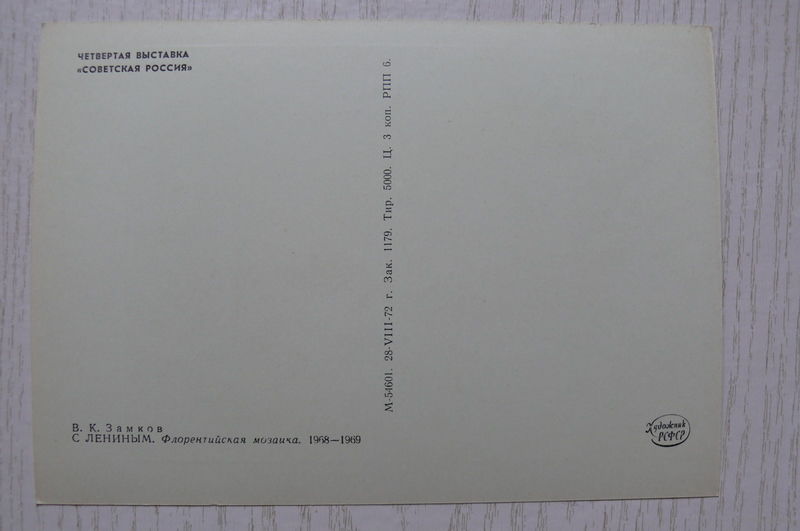 ЧЕТВЕРТАЯ ВЫСТАВКА
«СОВЕТСКАЯ РОССИЯ»
М-54601. 28-VIII-72 г. Зак. 1179. Тир. 5000. Ц. 3 коп. РПП 6.
В. К. Замков
С ЛЕНИНЫМ. Флорентийская мозаика. 1968—1969
Художник
РСФСР